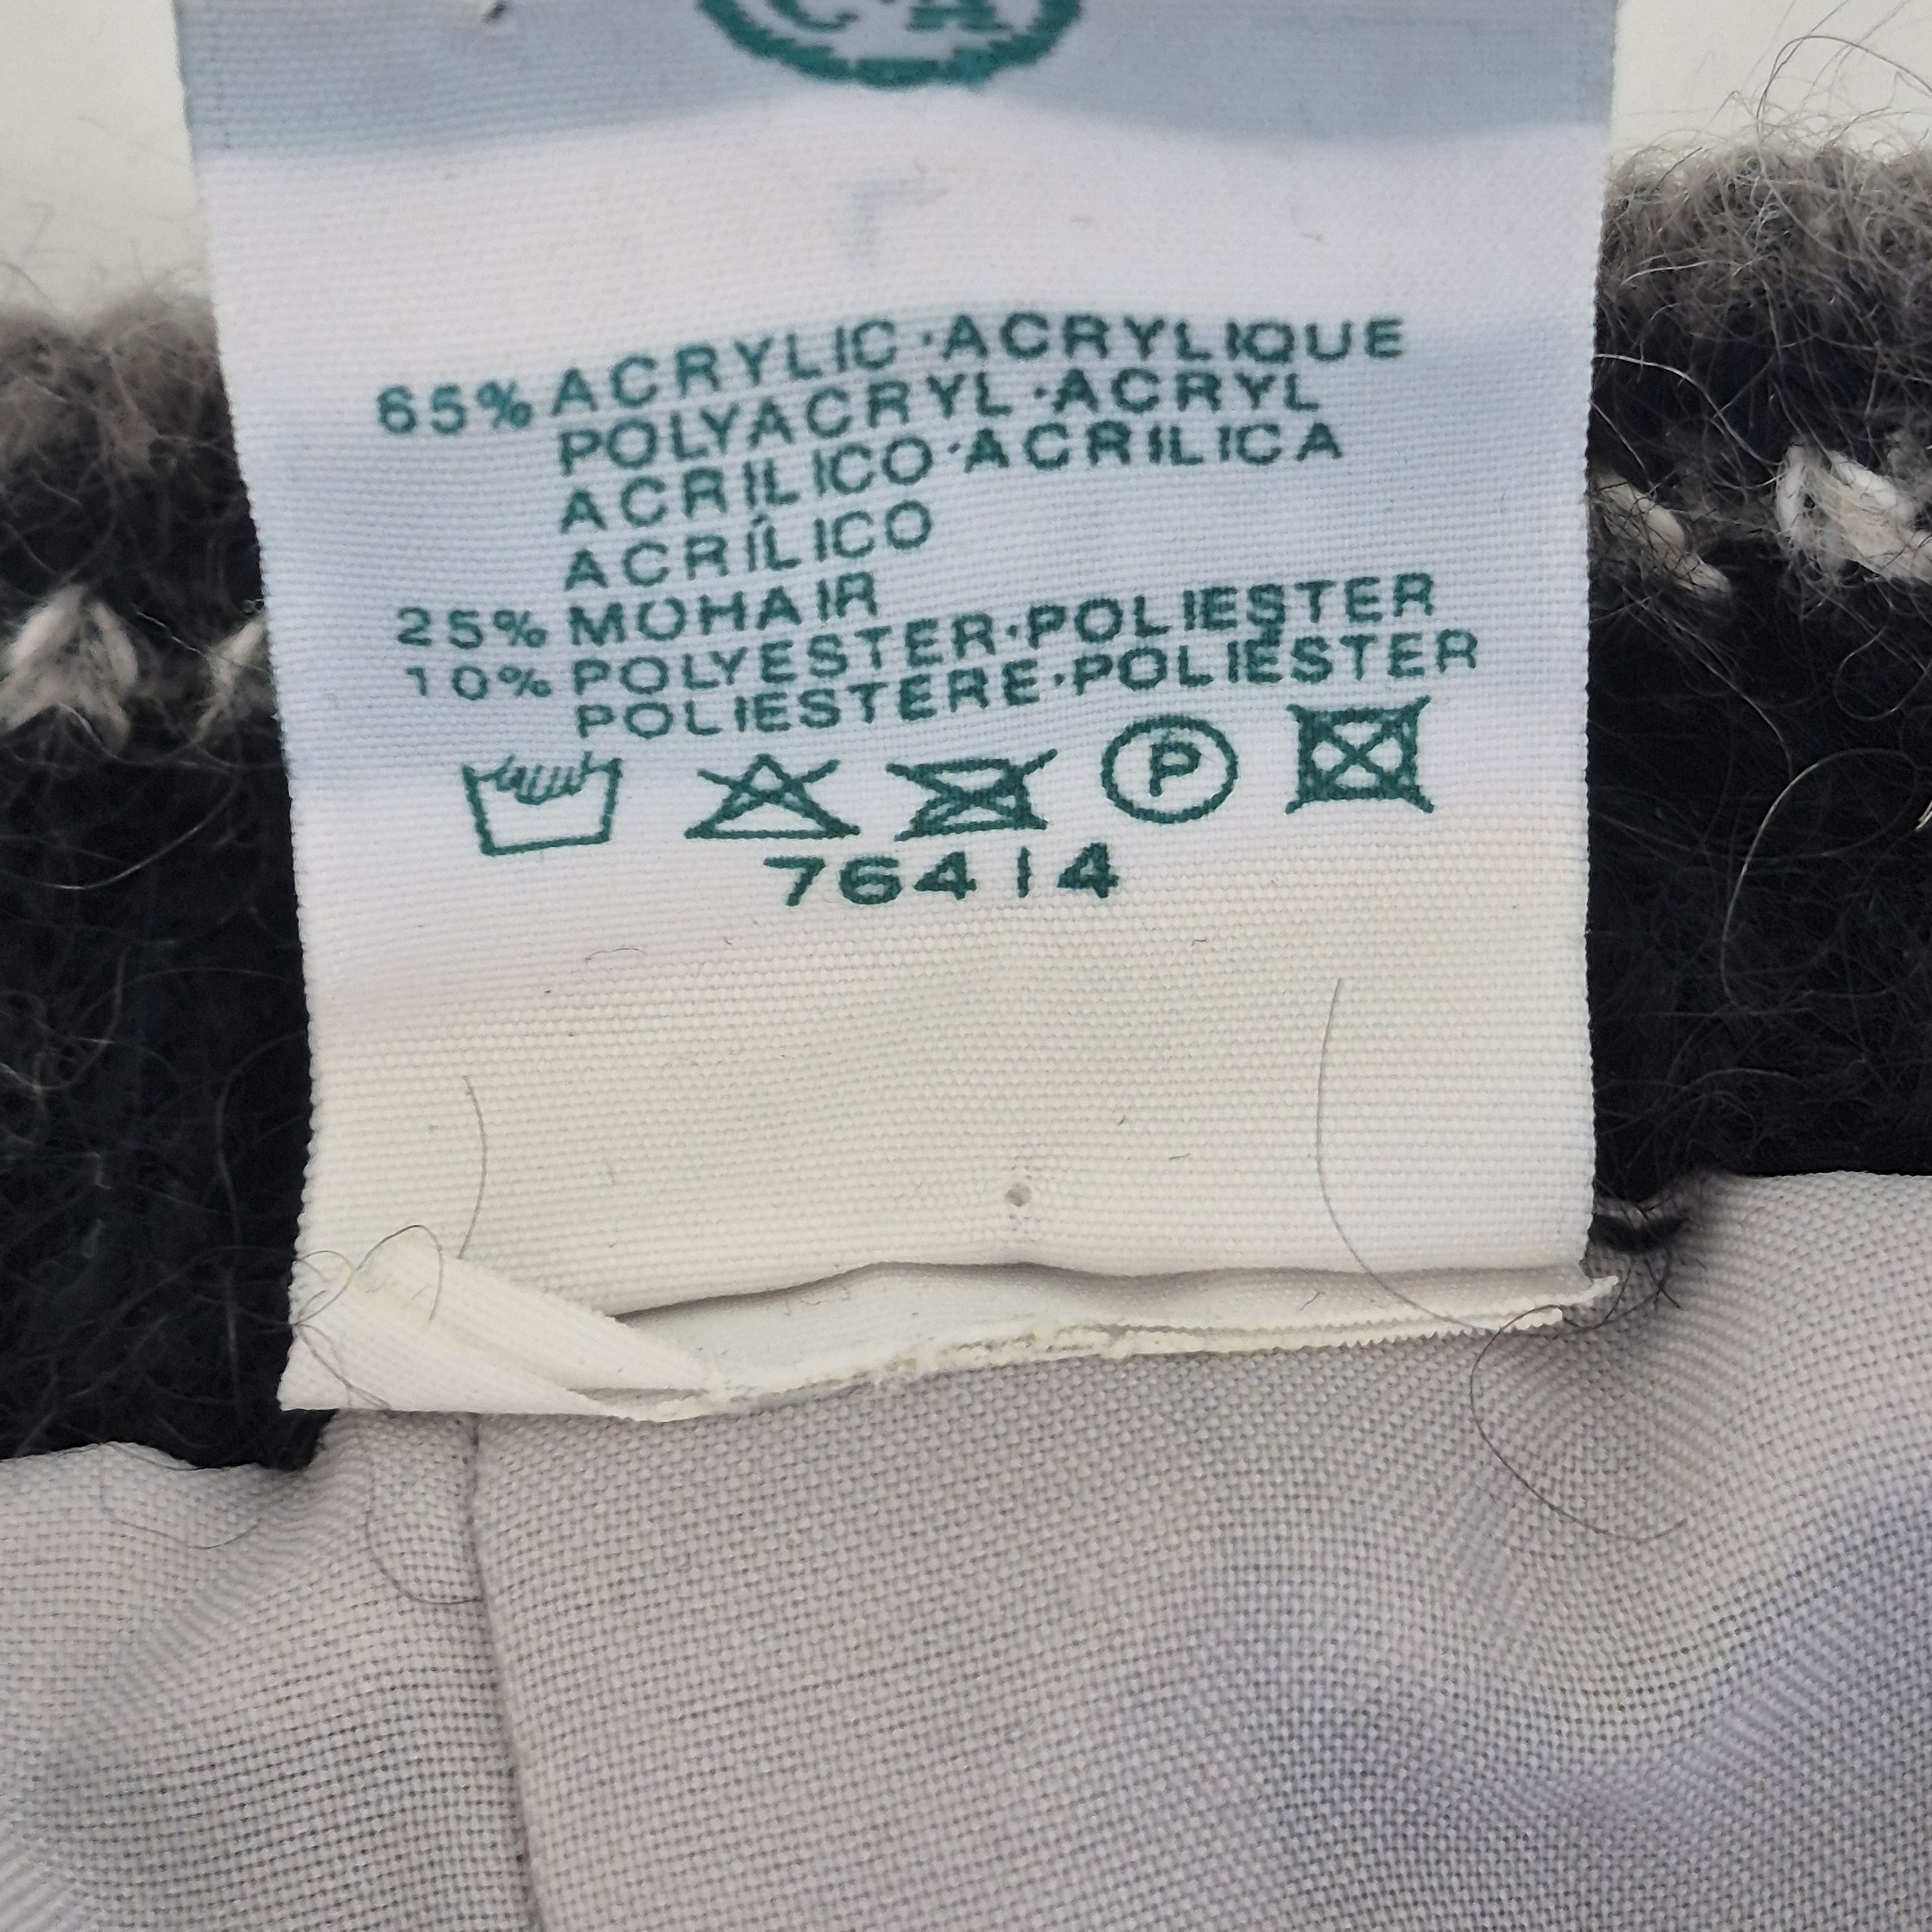 C&A
65% ACRYLIC·ACRYLIQUE
POLYACRYL·ACRYL
ACRILICO·ACRILICA
ACRÍLICO
25% MOHAIR
10% POLYESTER·POLIESTER
POLIESTERE·POLIÉSTER
P
76414